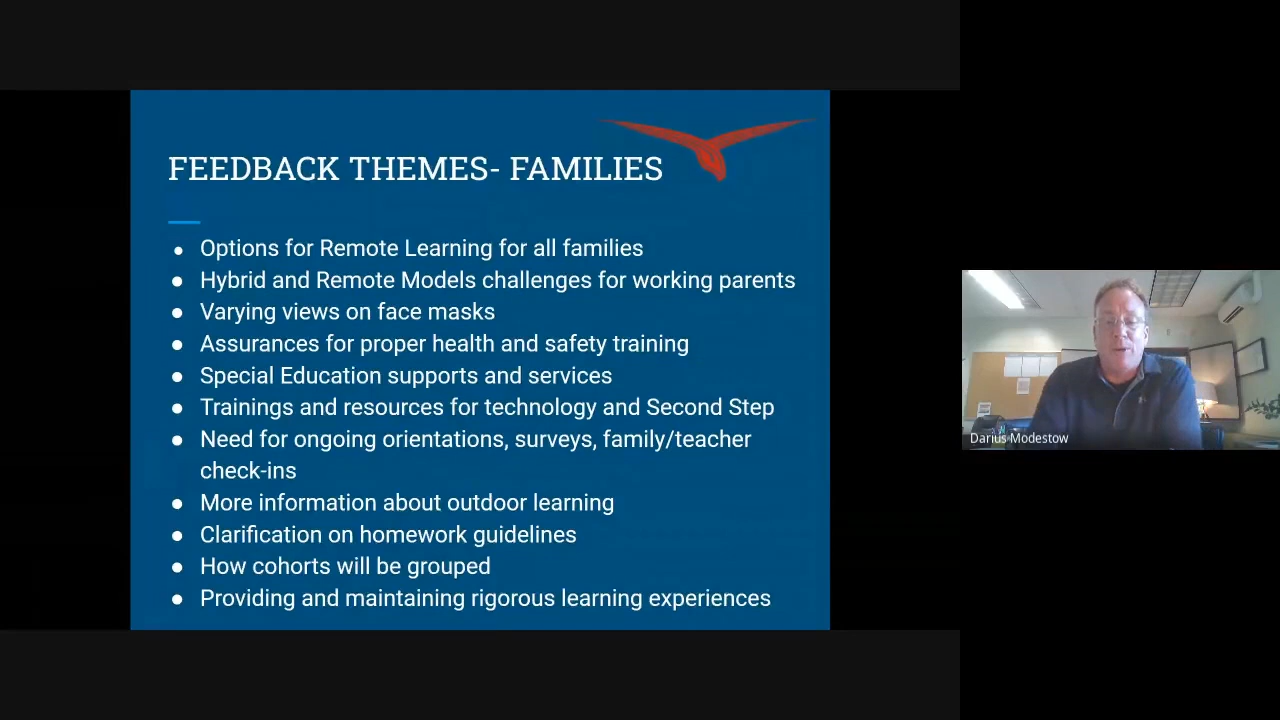 FEEDBACK THEMES- FAMILIES
● Options for Remote Learning for all families
● Hybrid and Remote Models challenges for working parents
● Varying views on face masks
● Assurances for proper health and safety training
● Special Education supports and services
● Trainings and resources for technology and Second Step
● Need for ongoing orientations, surveys, family/teacher
check-ins
● More information about outdoor learning
● Clarification on homework guidelines
● How cohorts will be grouped
● Providing and maintaining rigorous learning experiences
Darius Modestow